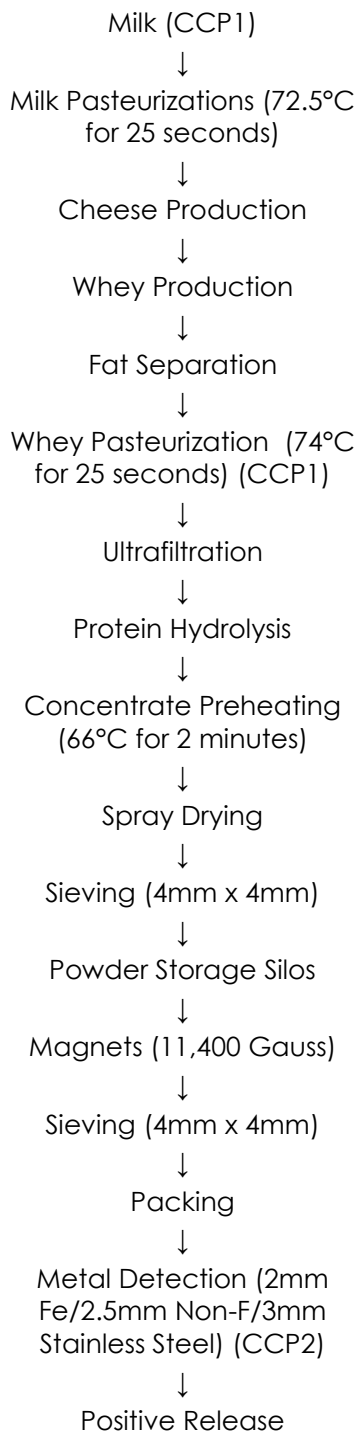 Milk (CCP1)
↓
Milk Pasteurizations (72.5°C
for 25 seconds)
↓
Cheese Production
↓
Whey Production
↓
Fat Separation
↓
Whey Pasteurization (74°C
for 25 seconds) (CCP1)
↓
Ultrafiltration
↓
Protein Hydrolysis
↓
Concentrate Preheating
(66°C for 2 minutes)
↓
Spray Drying
↓
Sieving (4mm x 4mm)
↓
Powder Storage Silos
↓
Magnets (11,400 Gauss)
↓
Sieving (4mm x 4mm)
↓
Packing
↓
Metal Detection (2mm
Fe/2.5mm Non-F/3mm
Stainless Steel) (CCP2)
↓
Positive Release